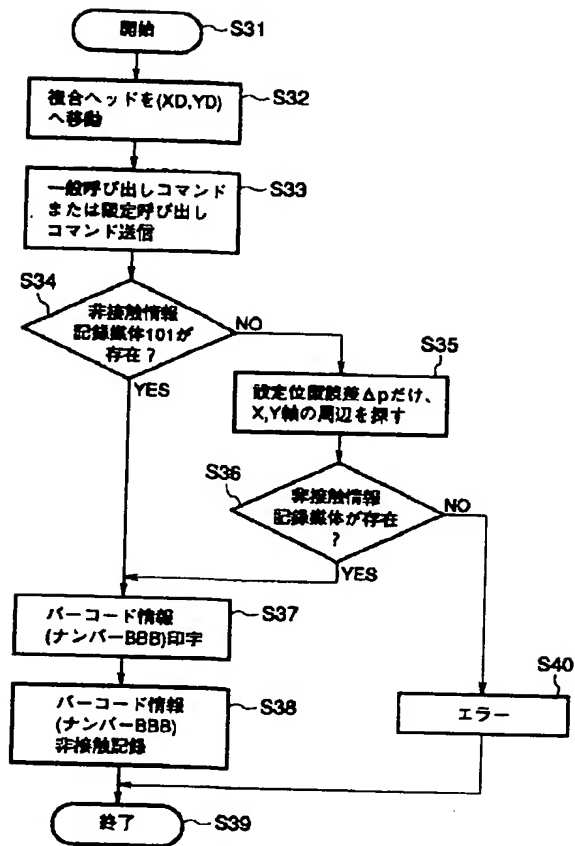 開始
S31
複合ヘッドを(XD,YD)
へ移動
S32
一般呼び出しコマンド
または限定呼び出し
コマンド送信
S33
S34
非接触情報
記録媒体101が
存在?
NO
YES
S35
設定位置誤差Δpだけ、
X,Y軸の周辺を探す
S36
非接触情報
記録媒体が存在
?
NO
YES
バーコード情報
(ナンバーBBB)印字
S37
バーコード情報
(ナンバーBBB)
非接触記録
S38
S40
エラー
終了
S39